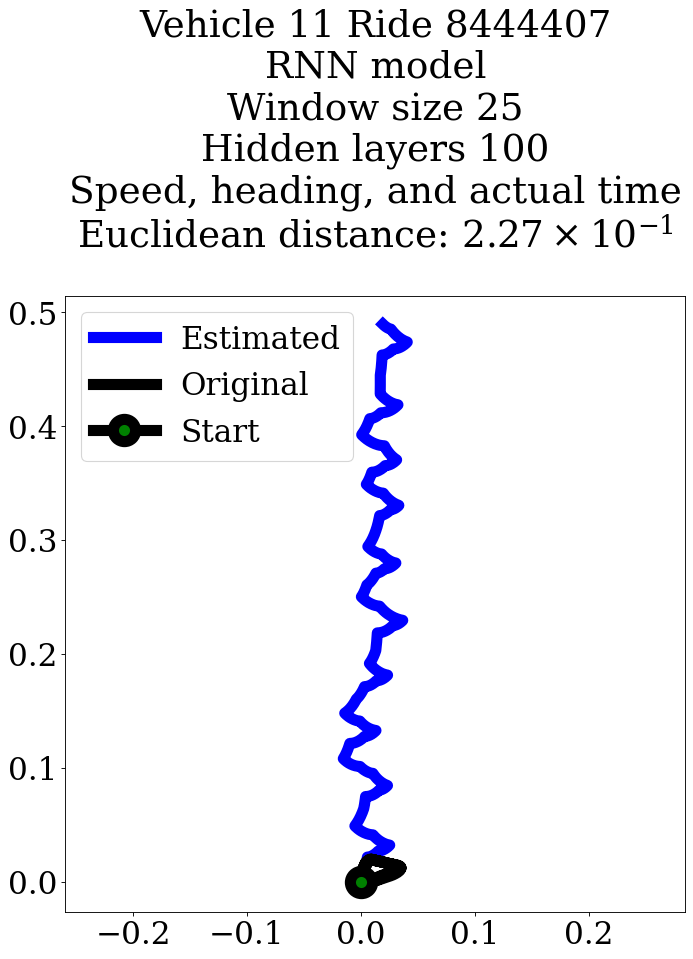 Vehicle 11 Ride 8444407
RNN model
Window size 25
Hidden layers 100
Speed, heading, and actual time
Euclidean distance: 2.27 × 10⁻¹
Estimated
Original
Start
0.5
0.4
0.3
0.2
0.1
0.0
−0.2 −0.1 0.0 0.1 0.2